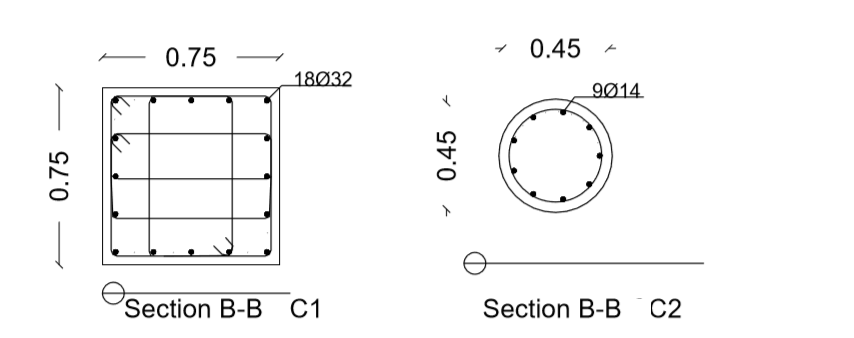 0.75
18Ø32
0.75
Section B-B C1
0.45
9Ø14
0.45
Section B-B C2